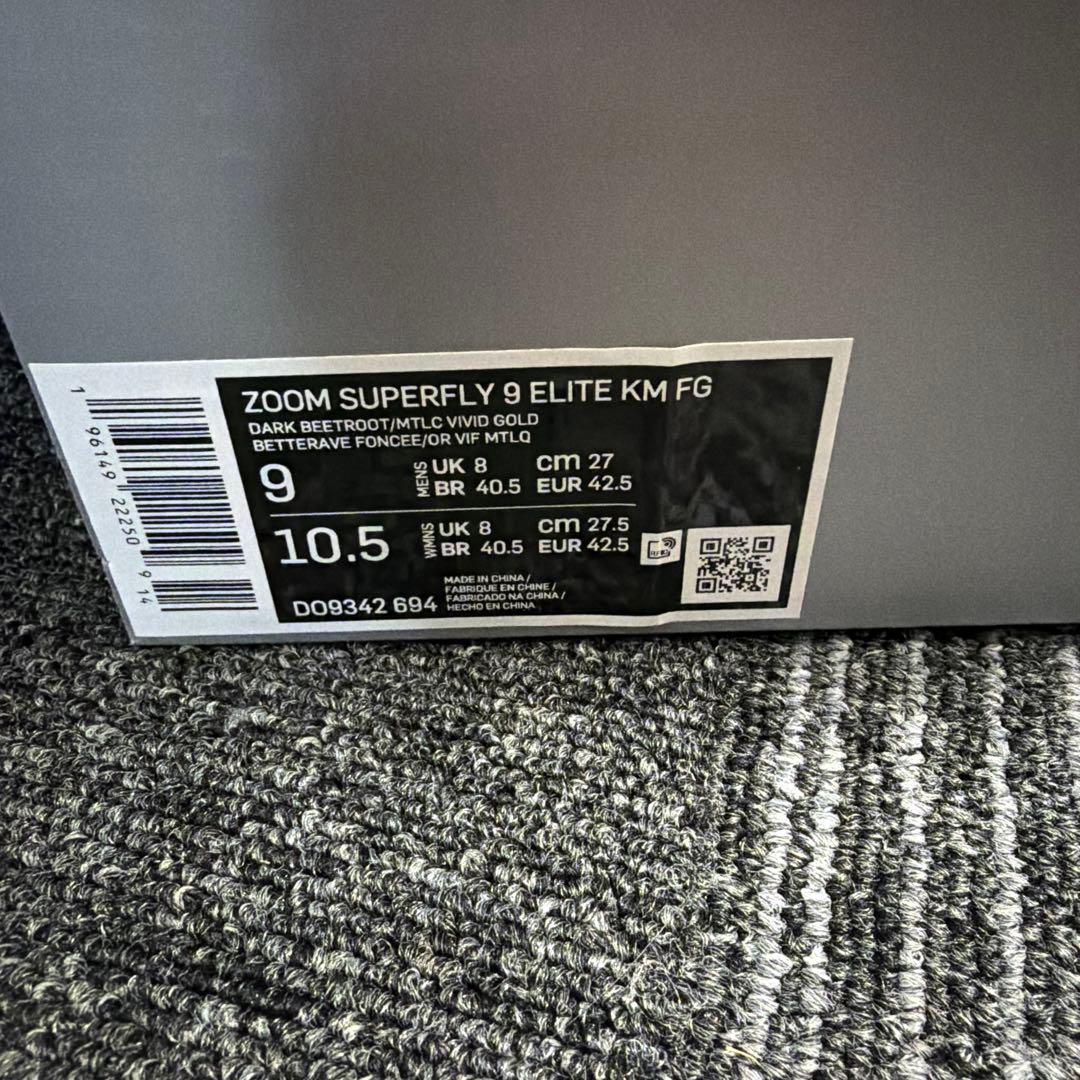 ZOOM SUPERFLY 9 ELITE KM FG
DARK BEETROOT/MTLC VIVID GOLD
BETTERAVE FONCEE/OR VIF MTLQ
9 MENS UK 8 cm 27
BR 40.5 EUR 42.5
10.5 WMNS UK 8 cm 27.5
BR 40.5 EUR 42.5
MADE IN CHINA /
FABRIQUE EN CHINE /
FABRICADO NA CHINA /
HECHO EN CHINA
DO9342 694
RFID
1 96149 22250 9 14